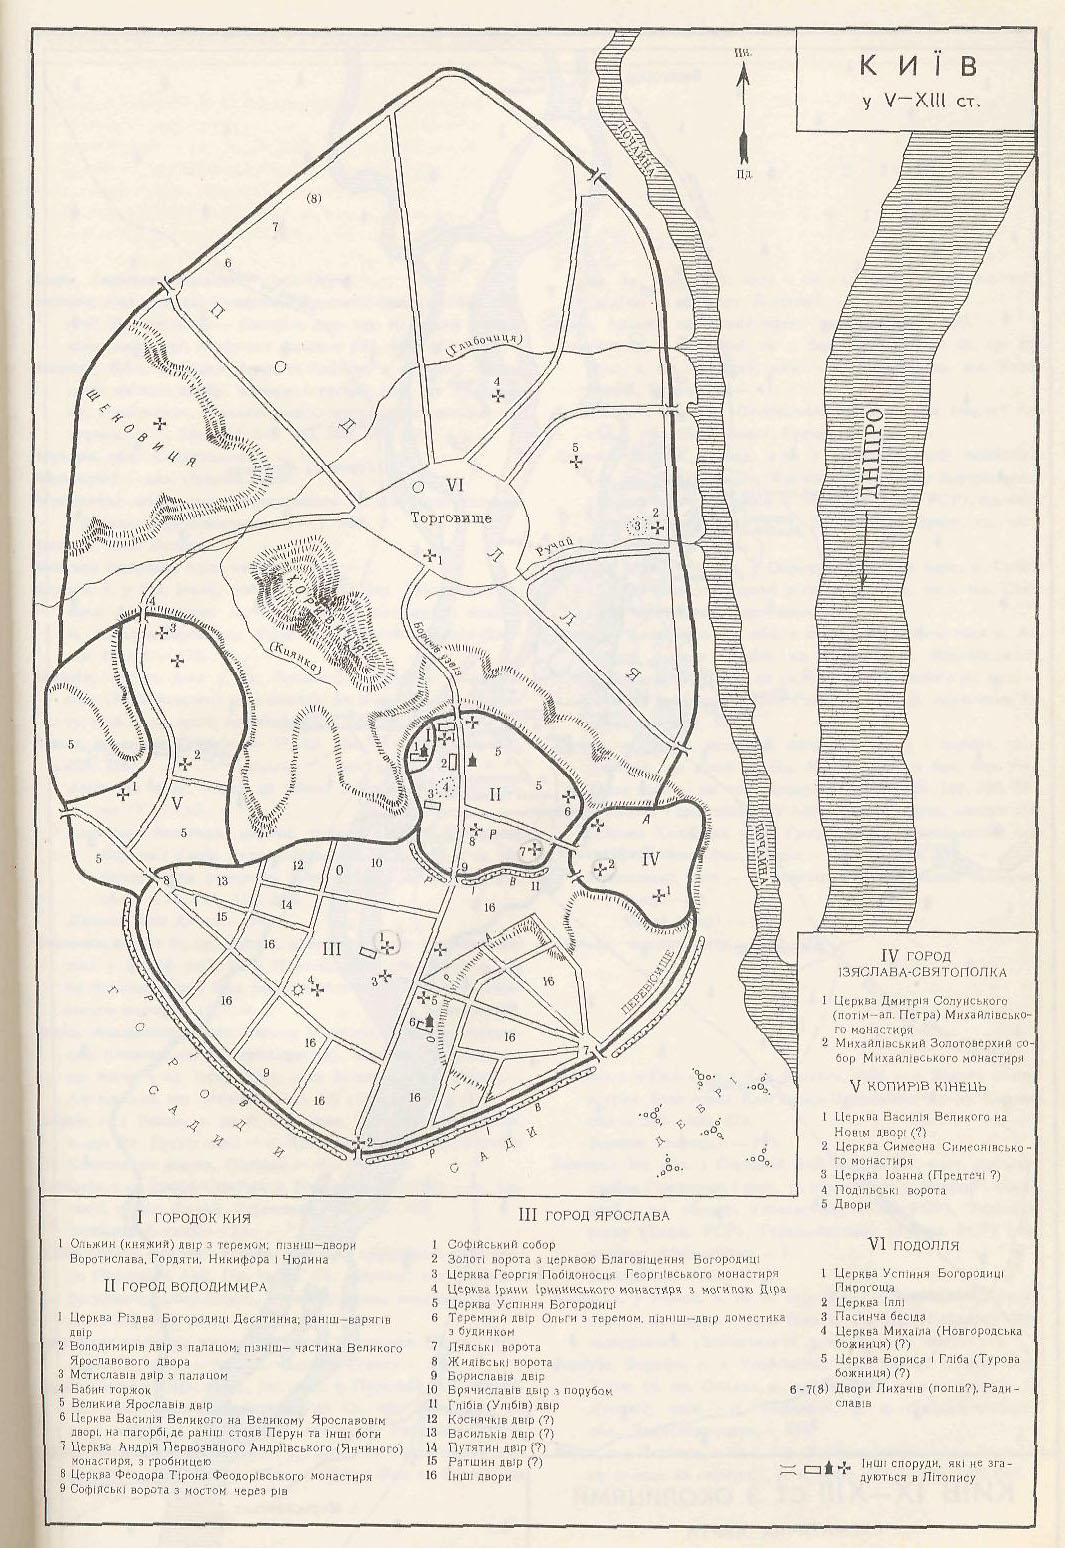 КИЇВ
у V—XIII ст.
Пн.
Пд.
ПОЧАЙНА
ДНІПРО
ПОЧАЙНА
(8)
7
6
ПОДОЛЛЯ
(Глибочиця)
4
5
ЩЕКОВИЦЯ
VI
Торговище
2
3
Ручай
1
ХОРЕВИЦЯ
(Киянка)
Боричів узвіз
4
3
5
2
1
V
5
5
I
1
2
5
4
3
II
5
6
8
7
9
А
IV
2
1
8
13
12
10
11
14
15
16
16
III
1
3
4
16
16
5
6
16
16
9
16
16
7
2
ПЕРЕВІСИЩЕ
ГОРОДИ
САДИ
САДИ
ДЕБРІ
I ГОРОДОК КИЯ
1 Ольжин (княжий) двір з теремом; пізніш—двори
Воротислава, Гордяти, Никифора і Чюдина
II ГОРОД ВОЛОДИМИРА
1 Церква Різдва Богородиці Десятинна; раніш—варягів
двір
2 Володимирів двір з палацом; пізніш— частина Великого
Ярославового двора
3 Мстиславів двір з палацом
4 Бабин торжок
5 Великий Ярославів двір
6 Церква Василія Великого на Великому Ярославовім
дворі, на пагорбі, де раніш стояв Перун та інші боги
7 Церква Андрія Первозваного Андріївського (Янчиного)
монастиря, з гробницею
8 Церква Феодора Тірона Феодорівського монастиря
9 Софійські ворота з мостом через рів
III ГОРОД ЯРОСЛАВА
1 Софійський собор
2 Золоті ворота з церквою Благовіщення Богородиці
3 Церква Георгія Побідоносця Георгіївського монастиря
4 Церква Ірини Ірининського монастиря з могилою Діра
5 Церква Успіння Богородиці
6 Теремний двір Ольги з теремом, пізніш—двір доместика
з будинком
7 Лядські ворота
8 Жидівські ворота
9 Бориславів двір
10 Брячиславів двір з порубом
11 Глібів (Улібів) двір
12 Коснячків двір (?)
13 Васильків двір (?)
14 Путятин двір (?)
15 Ратшин двір (?)
16 Інші двори
IV ГОРОД
ІЗЯСЛАВА-СВЯТОПОЛКА
1 Церква Дмитрія Солунського
(потім—ап. Петра) Михайлівсько-
го монастиря
2 Михайлівський Золотоверхий со-
бор Михайлівського монастиря
V КОПИРІВ КІНЕЦЬ
1 Церква Василія Великого на
Новім дворі (?)
2 Церква Симеона Симеонівсько-
го монастиря
3 Церква Іоанна (Предтечі ?)
4 Подільські ворота
5 Двори
VI ПОДОЛЛЯ
1 Церква Успіння Богородиці
Пирогоща
2 Церква Іллі
3 Пасинча бесіда
4 Церква Михаїла (Новгородська
божниця) (?)
5 Церква Бориса і Гліба (Турова
божниця) (?)
6-7(8) Двори Лихачів (попів?), Ради-
славів
Інші споруди, які не зга-
дуються в Літопису